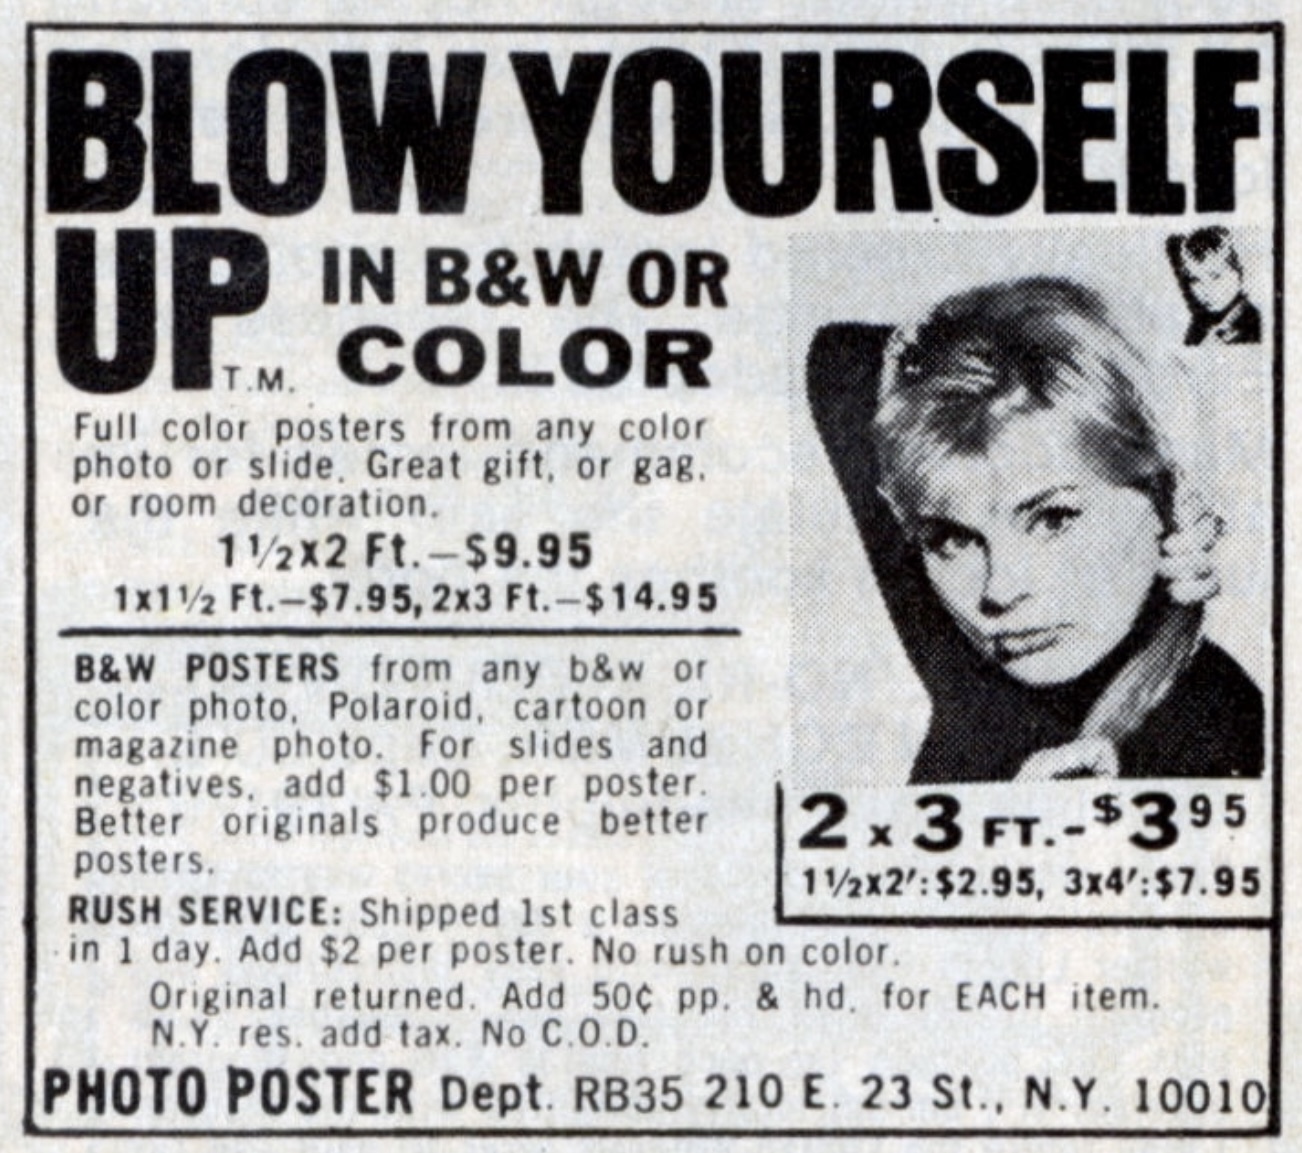 BLOW YOURSELF
UP T.M. IN B&W OR
COLOR
Full color posters from any color
photo or slide. Great gift, or gag,
or room decoration.
1½x2 Ft.—$9.95
1x1½ Ft.—$7.95, 2x3 Ft.—$14.95
B&W POSTERS from any b&w or
color photo, Polaroid, cartoon or
magazine photo. For slides and
negatives, add $1.00 per poster.
Better originals produce better
posters.
2 x 3 FT.-$3 95
1½x2′:$2.95, 3x4′:$7.95
RUSH SERVICE: Shipped 1st class
in 1 day. Add $2 per poster. No rush on color.
Original returned. Add 50¢ pp. & hd. for EACH item.
N.Y. res. add tax. No C.O.D.
PHOTO POSTER Dept. RB35 210 E. 23 St., N.Y. 10010